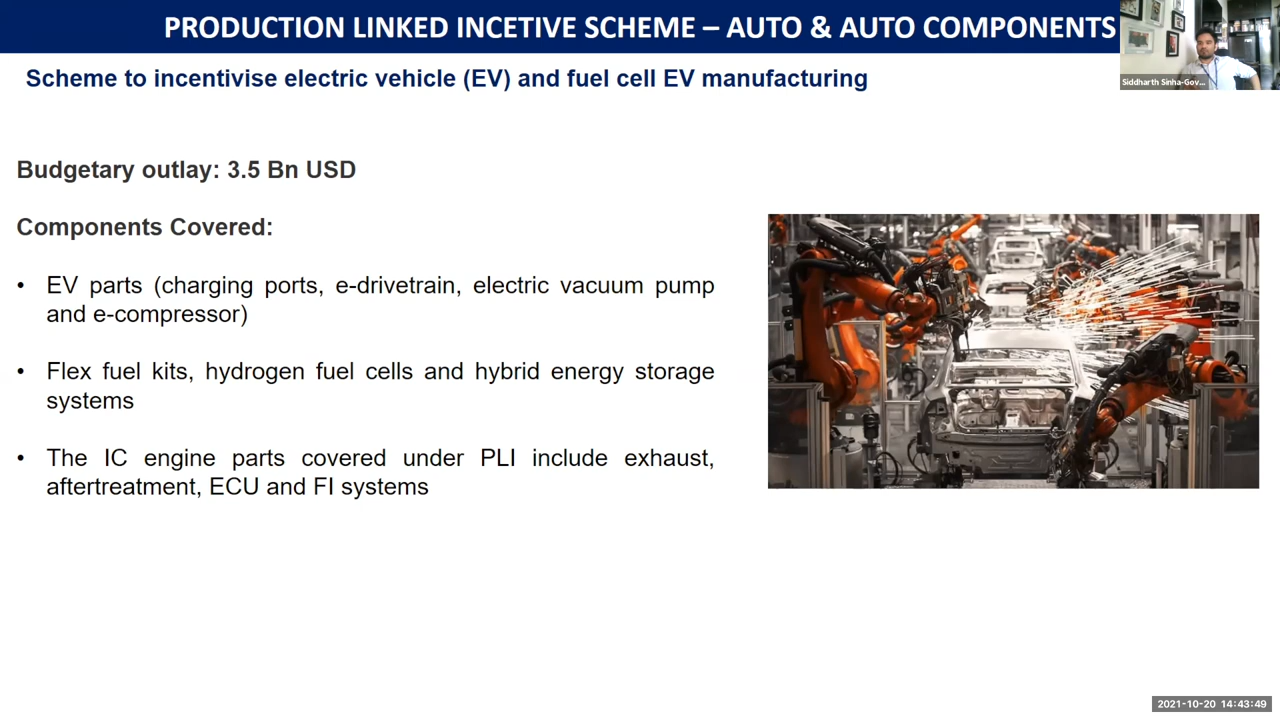 PRODUCTION LINKED INCETIVE SCHEME – AUTO & AUTO COMPONENTS
Siddharth Sinha-Gov...
Scheme to incentivise electric vehicle (EV) and fuel cell EV manufacturing
Budgetary outlay: 3.5 Bn USD
Components Covered:
• EV parts (charging ports, e-drivetrain, electric vacuum pump
and e-compressor)
• Flex fuel kits, hydrogen fuel cells and hybrid energy storage
systems
• The IC engine parts covered under PLI include exhaust,
aftertreatment, ECU and FI systems
2021-10-20 14:43:49